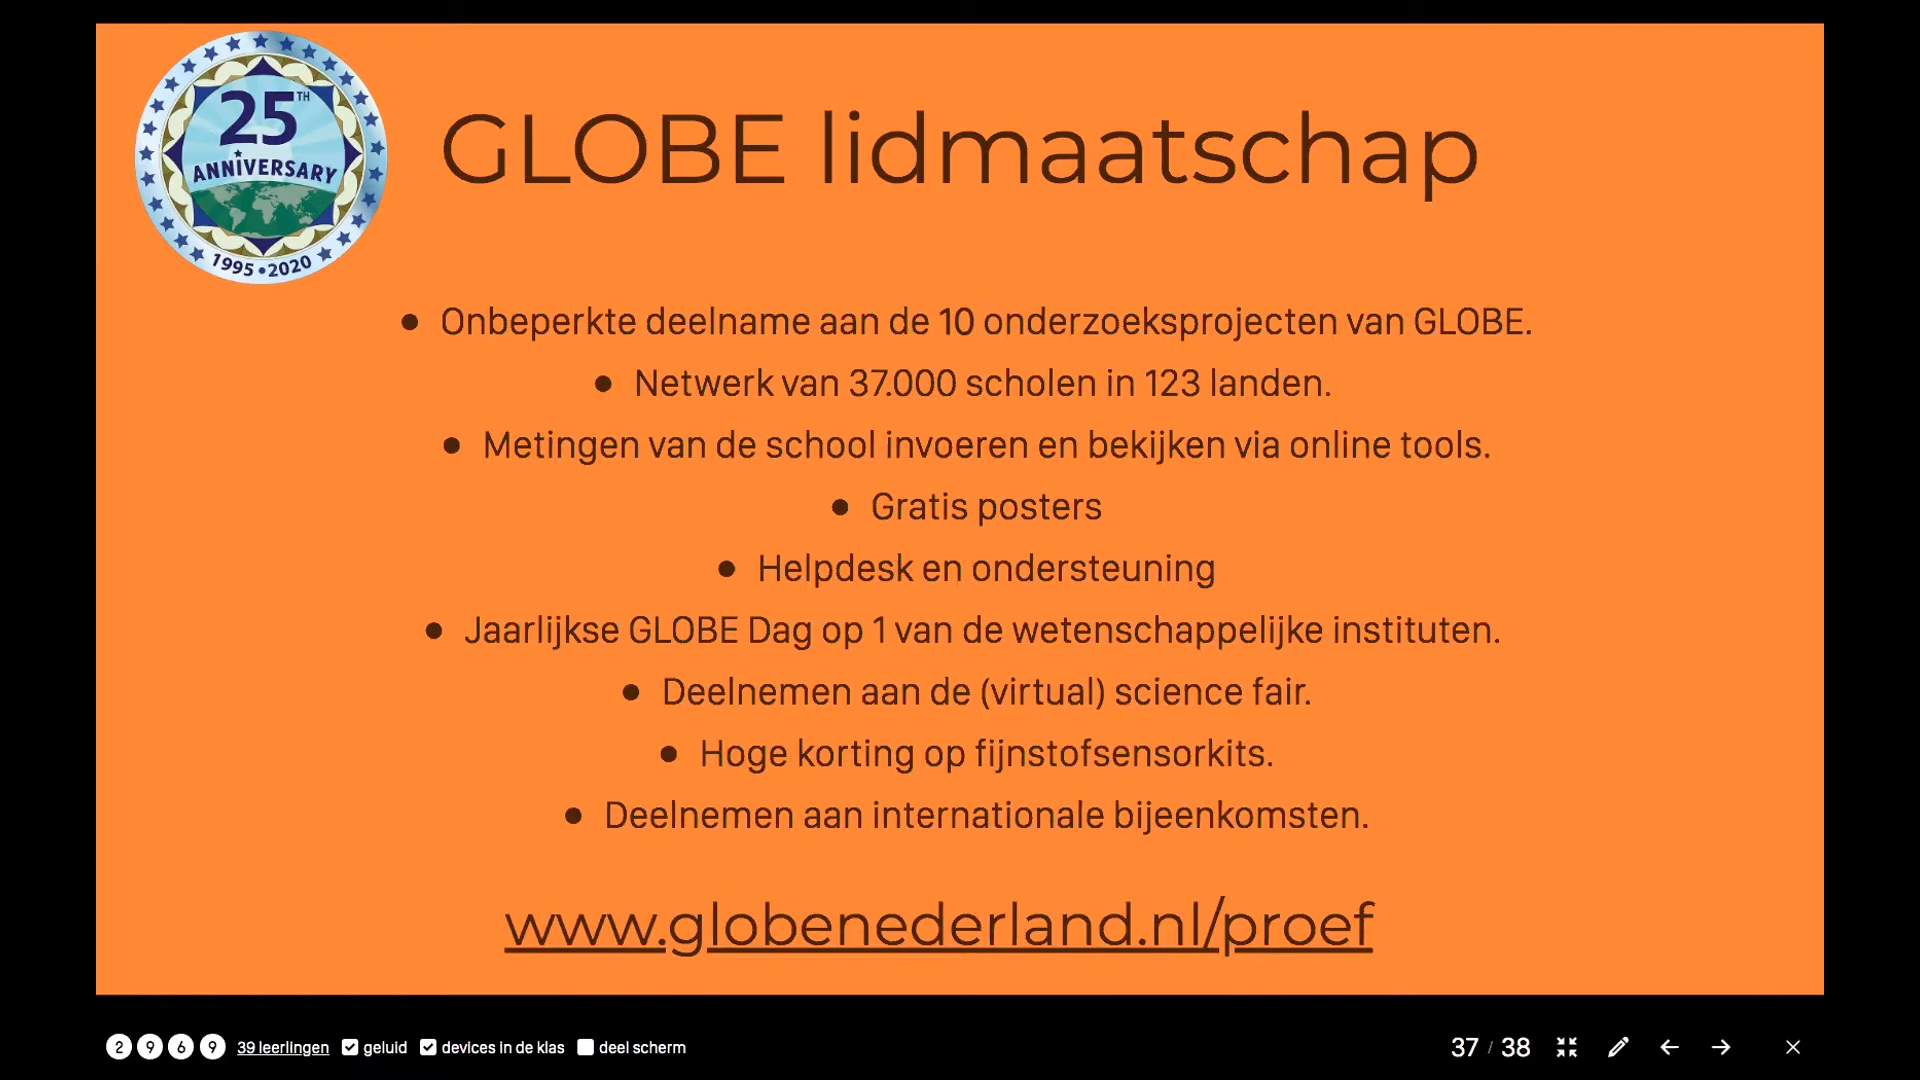 25TH
ANNIVERSARY
1995•2020
GLOBE lidmaatschap
• Onbeperkte deelname aan de 10 onderzoeksprojecten van GLOBE.
• Netwerk van 37.000 scholen in 123 landen.
• Metingen van de school invoeren en bekijken via online tools.
• Gratis posters
• Helpdesk en ondersteuning
• Jaarlijkse GLOBE Dag op 1 van de wetenschappelijke instituten.
• Deelnemen aan de (virtual) science fair.
• Hoge korting op fijnstofsensorkits.
• Deelnemen aan internationale bijeenkomsten.
www.globenederland.nl/proef
2 9 6 9 39 leerlingen geluid devices in de klas deel scherm 37 / 38